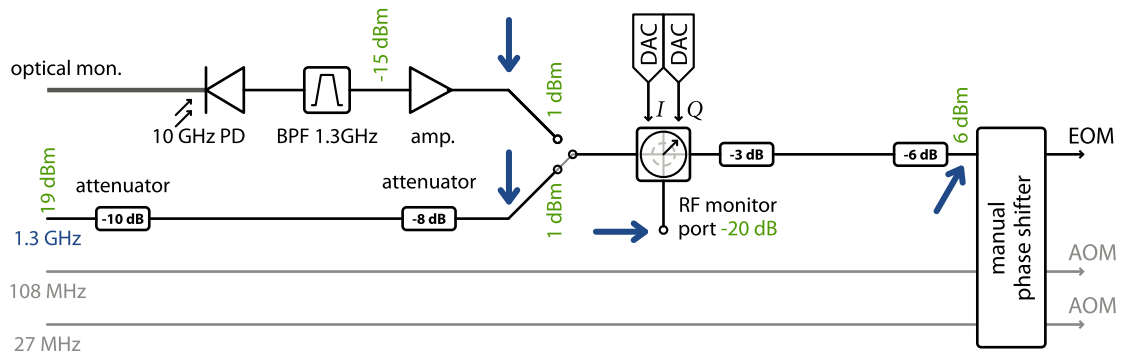 optical mon.
10 GHz PD
BPF 1.3GHz
-15 dBm
amp.
1 dBm
DAC
DAC
I
Q
-3 dB
-6 dB
6 dBm
manual
phase shifter
EOM
19 dBm
attenuator
-10 dB
attenuator
-8 dB
1 dBm
RF monitor
port -20 dB
1.3 GHz
AOM
108 MHz
AOM
27 MHz